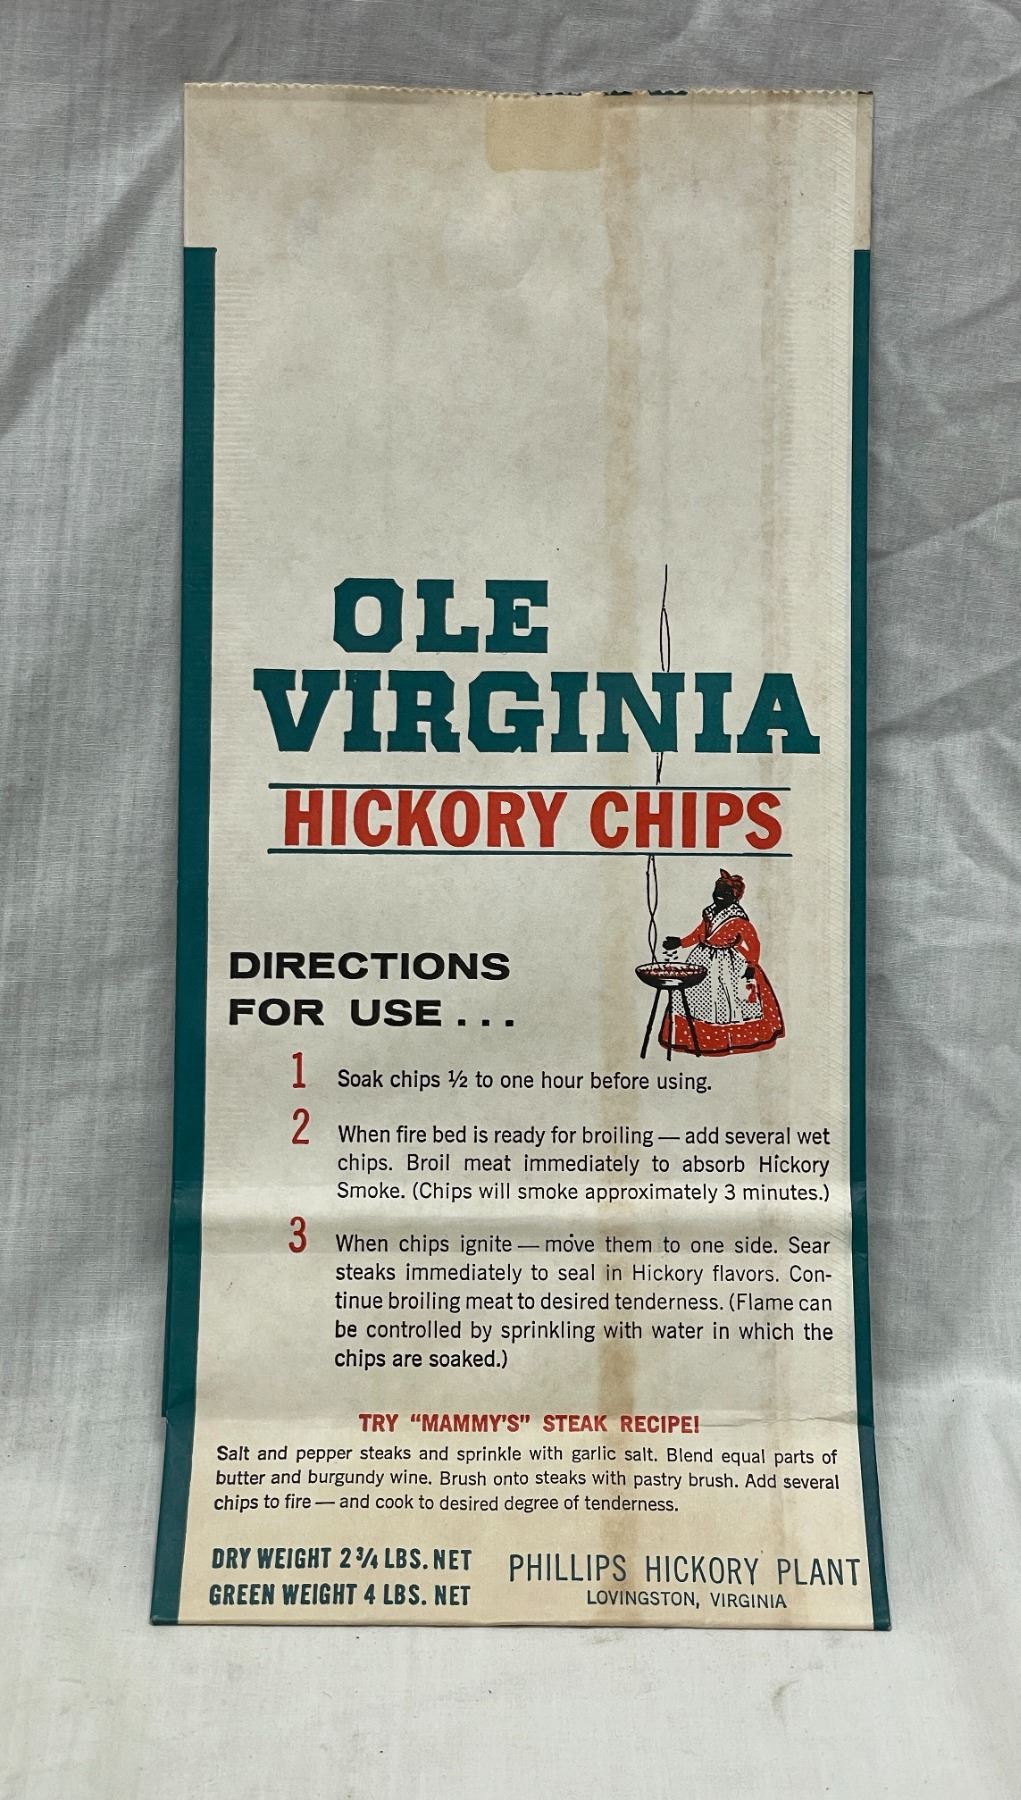 OLE
VIRGINIA
HICKORY CHIPS
DIRECTIONS
FOR USE . . .
1 Soak chips ½ to one hour before using.
2 When fire bed is ready for broiling — add several wet
chips. Broil meat immediately to absorb Hickory
Smoke. (Chips will smoke approximately 3 minutes.)
3 When chips ignite — move them to one side. Sear
steaks immediately to seal in Hickory flavors. Con-
tinue broiling meat to desired tenderness. (Flame can
be controlled by sprinkling with water in which the
chips are soaked.)
TRY "MAMMY'S" STEAK RECIPE!
Salt and pepper steaks and sprinkle with garlic salt. Blend equal parts of
butter and burgundy wine. Brush onto steaks with pastry brush. Add several
chips to fire — and cook to desired degree of tenderness.
DRY WEIGHT 2 ¾ LBS. NET
GREEN WEIGHT 4 LBS. NET
PHILLIPS HICKORY PLANT
LOVINGSTON, VIRGINIA